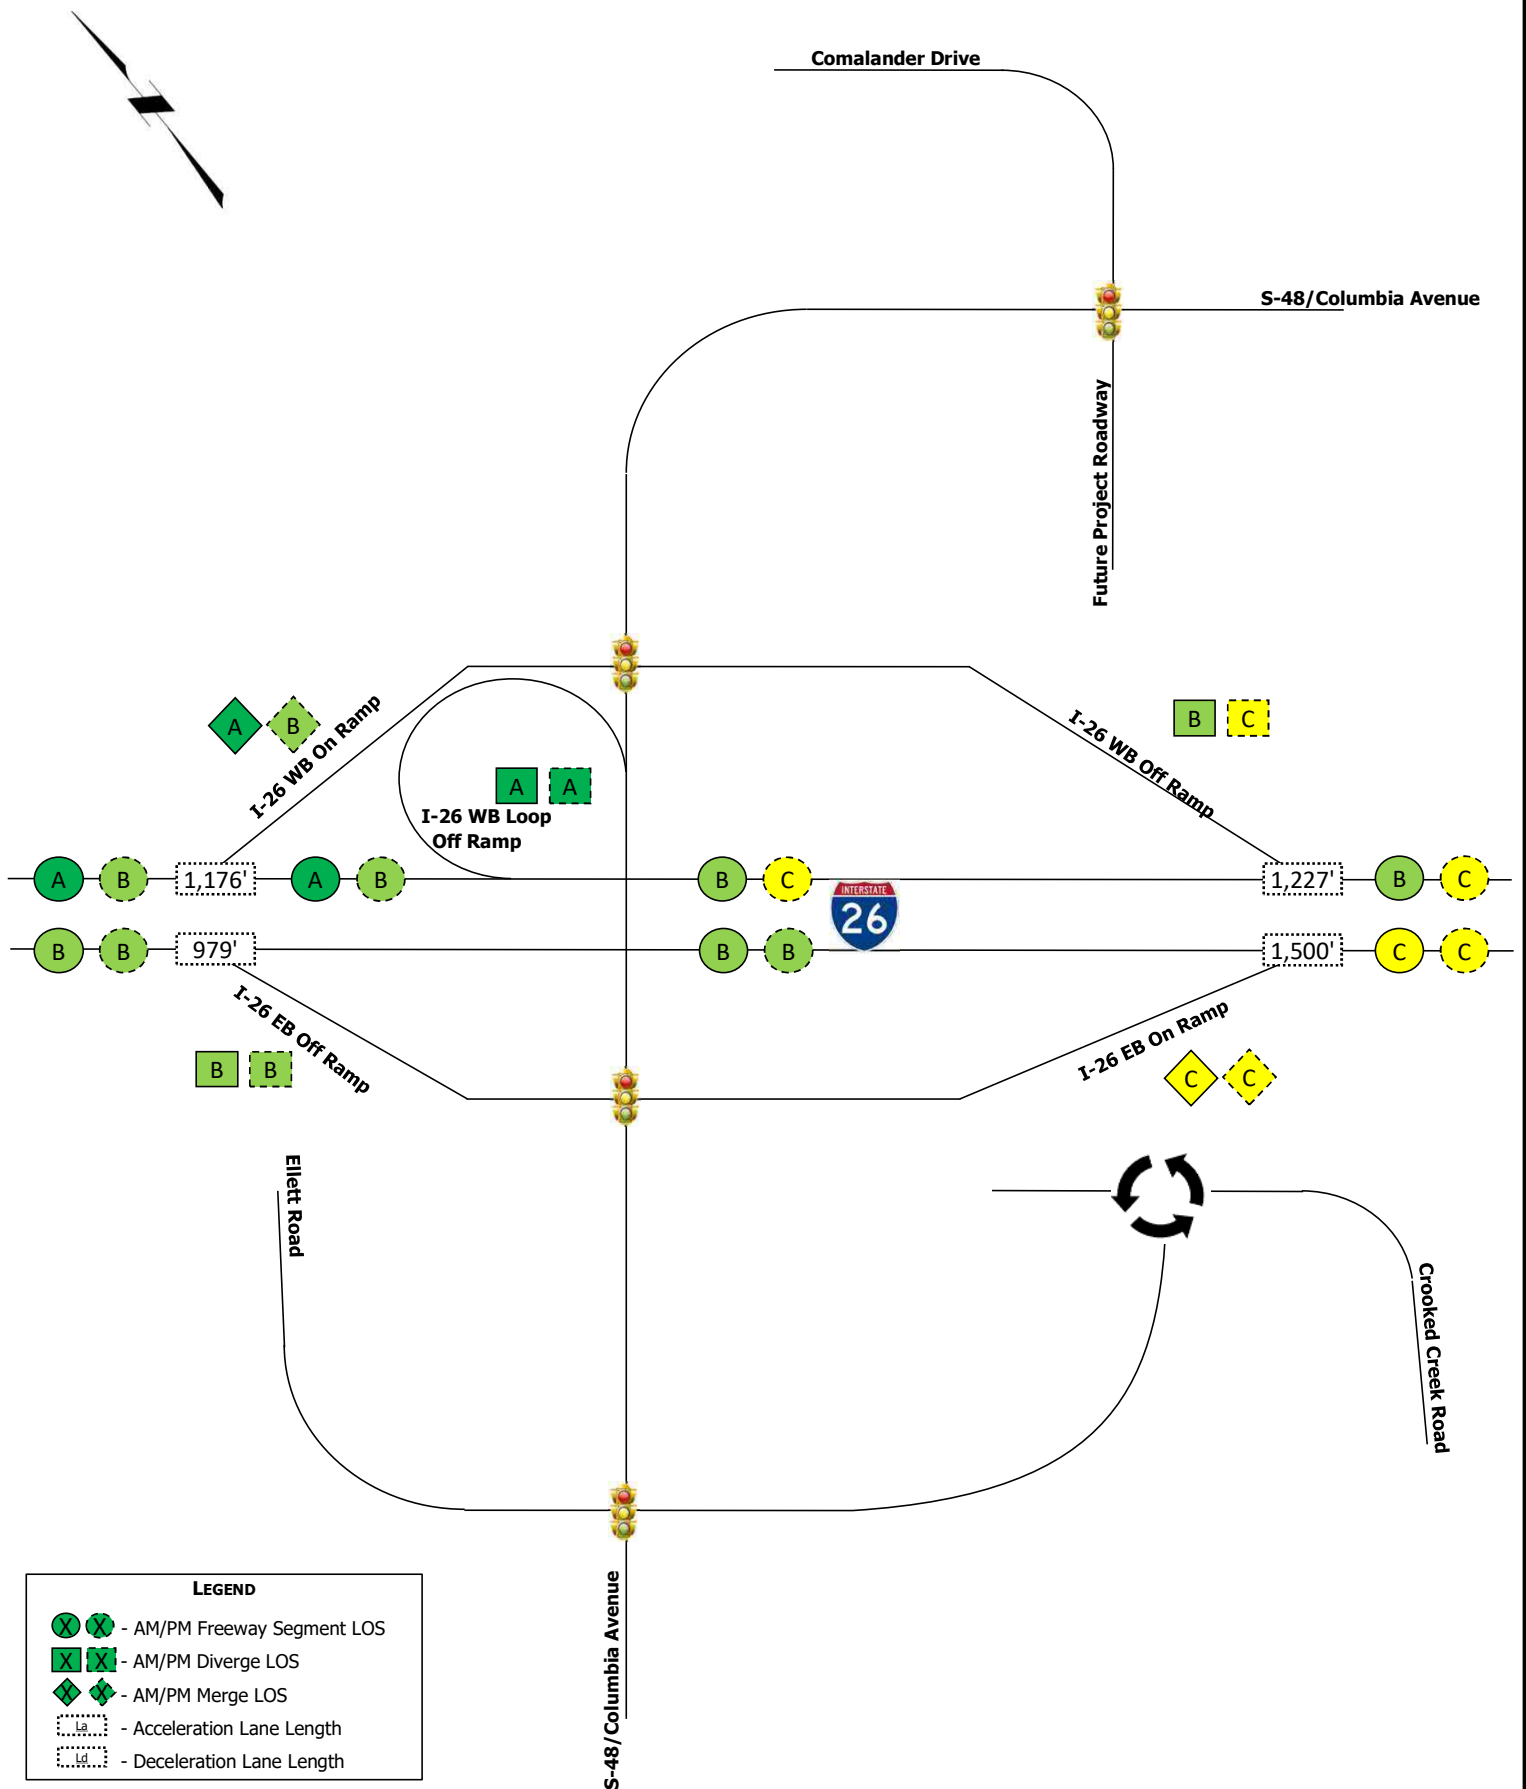 Comalander Drive
S-48/Columbia Avenue
Future Project Roadway
A B
I-26 WB On Ramp
B C
I-26 WB Off Ramp
A A
I-26 WB Loop
Off Ramp
A B 1,176' A B B C 1,227' B C
INTERSTATE
26
B B 979' B B 1,500' C C
I-26 EB Off Ramp
B B
I-26 EB On Ramp
C C
Ellett Road
Crooked Creek Road
S-48/Columbia Avenue
LEGEND
X X - AM/PM Freeway Segment LOS
X X - AM/PM Diverge LOS
X X - AM/PM Merge LOS
La - Acceleration Lane Length
Ld - Deceleration Lane Length